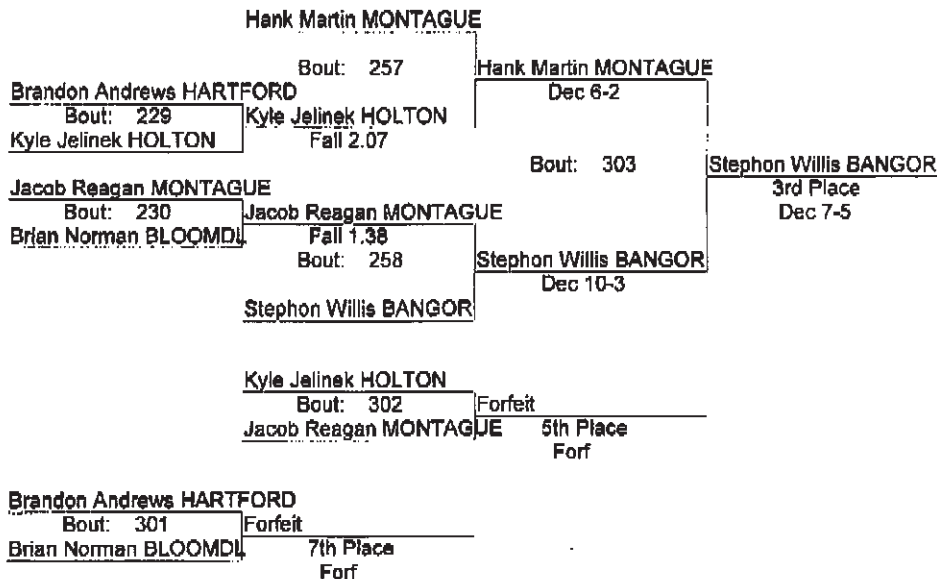 Hank Martin MONTAGUE
Bout: 257
Hank Martin MONTAGUE
Dec 6-2
Brandon Andrews HARTFORD
Bout: 229
Kyle Jelinek HOLTON
Kyle Jelinek HOLTON
Fall 2.07
Bout: 303
Stephon Willis BANGOR
3rd Place
Dec 7-5
Jacob Reagan MONTAGUE
Bout: 230
Jacob Reagan MONTAGUE
Brian Norman BLOOMDL
Fall 1.38
Bout: 258
Stephon Willis BANGOR
Dec 10-3
Stephon Willis BANGOR
Kyle Jelinek HOLTON
Bout: 302
Forfeit
Jacob Reagan MONTAGUE
5th Place
Forf
Brandon Andrews HARTFORD
Bout: 301
Forfeit
Brian Norman BLOOMDL
7th Place
Forf